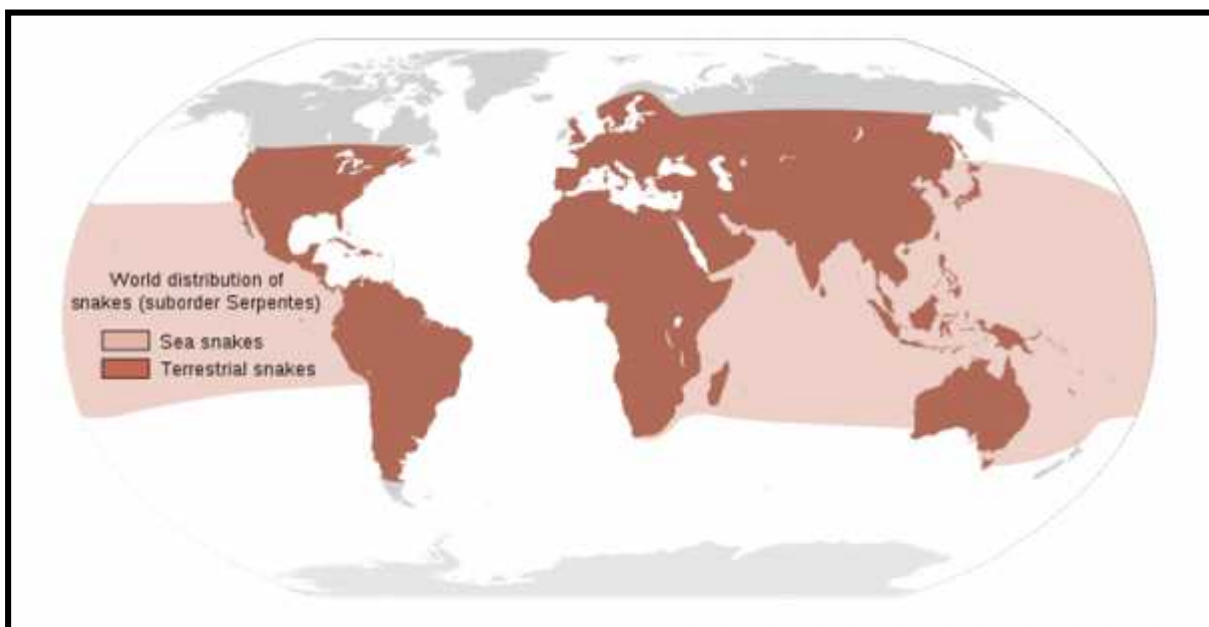 World distribution of
snakes (suborder Serpentes)
Sea snakes
Terrestrial snakes